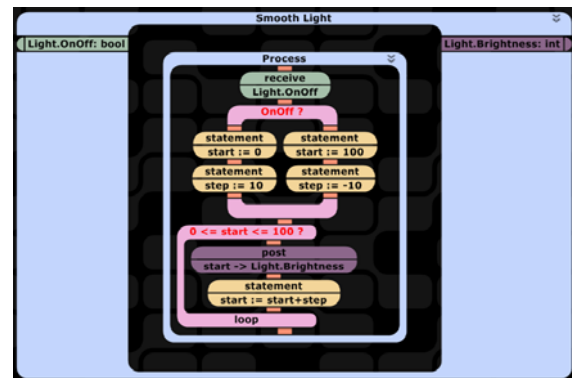 Smooth Light
Light.OnOff: bool
Light.Brightness: int
Process
receive
Light.OnOff
OnOff ?
statement
start := 0
statement
start := 100
statement
step := 10
statement
step := -10
0 <= start <= 100 ?
post
start -> Light.Brightness
statement
start := start+step
loop